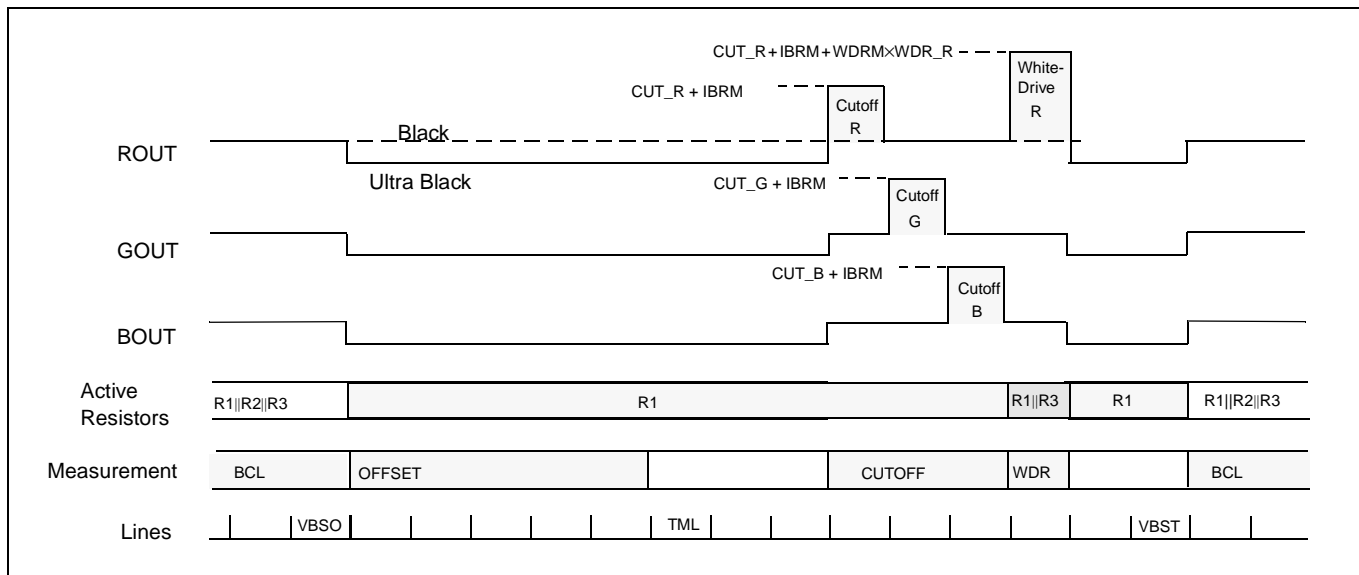 CUT_R + IBRM + WDRM×WDR_R
White-
Drive
R
CUT_R + IBRM
Cutoff
R
Black
ROUT
Ultra Black
CUT_G + IBRM
Cutoff
G
GOUT
CUT_B + IBRM
Cutoff
B
BOUT
Active
Resistors
R1||R2||R3
R1
R1||R3
R1
R1||R2||R3
Measurement
BCL
OFFSET
CUTOFF
WDR
BCL
Lines
VBSO
TML
VBST